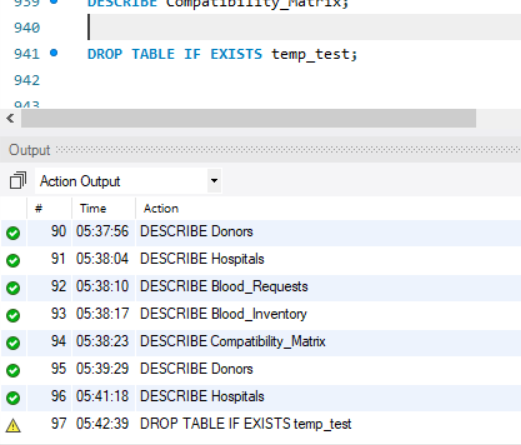 939 DESCRIBE Compatibility_Matrix;
940
941 DROP TABLE IF EXISTS temp_test;
942
943
Output
Action Output
# Time Action
90 05:37:56 DESCRIBE Donors
91 05:38:04 DESCRIBE Hospitals
92 05:38:10 DESCRIBE Blood_Requests
93 05:38:17 DESCRIBE Blood_Inventory
94 05:38:23 DESCRIBE Compatibility_Matrix
95 05:39:29 DESCRIBE Donors
96 05:41:18 DESCRIBE Hospitals
97 05:42:39 DROP TABLE IF EXISTS temp_test